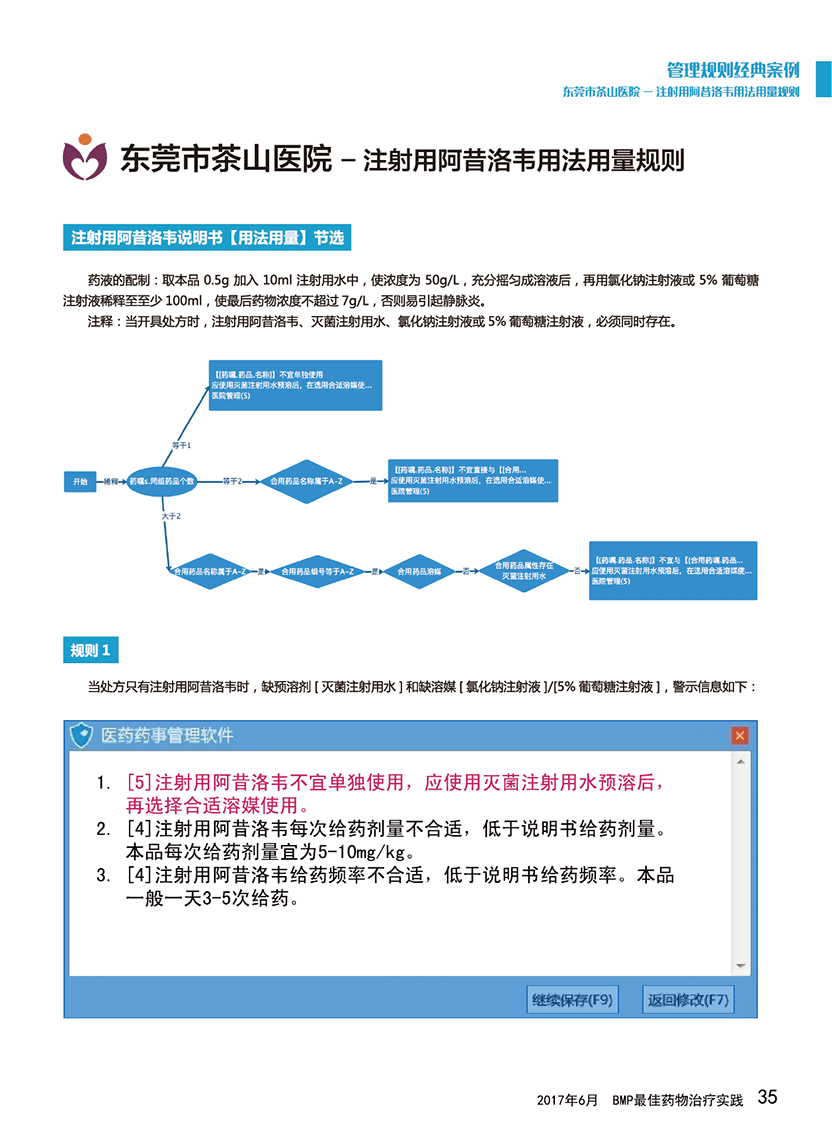 管理规则经典案例
东莞市茶山医院 — 注射用阿昔洛韦用法用量规则
东莞市茶山医院 – 注射用阿昔洛韦用法用量规则
注射用阿昔洛韦说明书【用法用量】节选
药液的配制：取本品 0.5g 加入 10ml 注射用水中，使浓度为 50g/L，充分摇匀成溶液后，再用氯化钠注射液或 5% 葡萄糖
注射液稀释至至少 100ml，使最后药物浓度不超过 7g/L，否则易引起静脉炎。
注释：当开具处方时，注射用阿昔洛韦、灭菌注射用水、氯化钠注射液或 5% 葡萄糖注射液，必须同时存在。
【[药嘱.药品.名称]】不宜单独使用
应使用灭菌注射用水预溶后，在选用合适溶媒使...
医院管理(5)
等于1
开始
稀释
药嘱s.同组药品个数
等于2
合用药品名称属于A-Z
是
【[药嘱.药品.名称]】不宜直接与【[合用...
应使用灭菌注射用水预溶后，在选用合适溶媒使...
医院管理(5)
大于2
合用药品名称属于A-Z
是
合用药品组号等于A-Z
是
合用药品溶媒
否
合用药品属性存在
灭菌注射用水
否
【[药嘱.药品.名称]】不宜与【[合用药嘱.药品...
应使用灭菌注射用水预溶后，在选用合适溶媒使...
医院管理(5)
规则 1
当处方只有注射用阿昔洛韦时，缺预溶剂 [ 灭菌注射用水 ] 和缺溶媒 [ 氯化钠注射液 ]/[5% 葡萄糖注射液 ]，警示信息如下：
医药药事管理软件
1. [5]注射用阿昔洛韦不宜单独使用，应使用灭菌注射用水预溶后，
再选择合适溶媒使用。
2. [4]注射用阿昔洛韦每次给药剂量不合适，低于说明书给药剂量。
本品每次给药剂量宜为5-10mg/kg。
3. [4]注射用阿昔洛韦给药频率不合适，低于说明书给药频率。本品
一般一天3-5次给药。
继续保存(F9)
返回修改(F7)
2017年6月 BMP最佳药物治疗实践 35